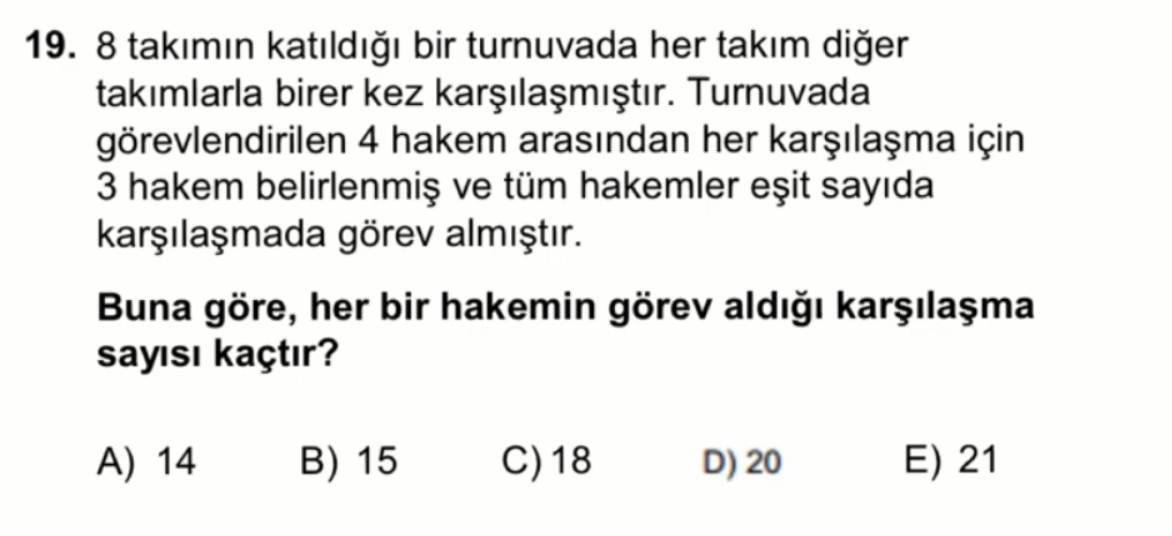 19. 8 takımın katıldığı bir turnuvada her takım diğer
takımlarla birer kez karşılaşmıştır. Turnuvada
görevlendirilen 4 hakem arasından her karşılaşma için
3 hakem belirlenmiş ve tüm hakemler eşit sayıda
karşılaşmada görev almıştır.
Buna göre, her bir hakemin görev aldığı karşılaşma
sayısı kaçtır?
A) 14 B) 15 C) 18 D) 20 E) 21